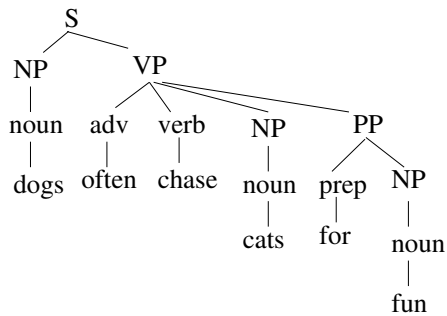 S
NP VP
noun adv verb NP PP
dogs often chase noun prep NP
cats for noun
fun